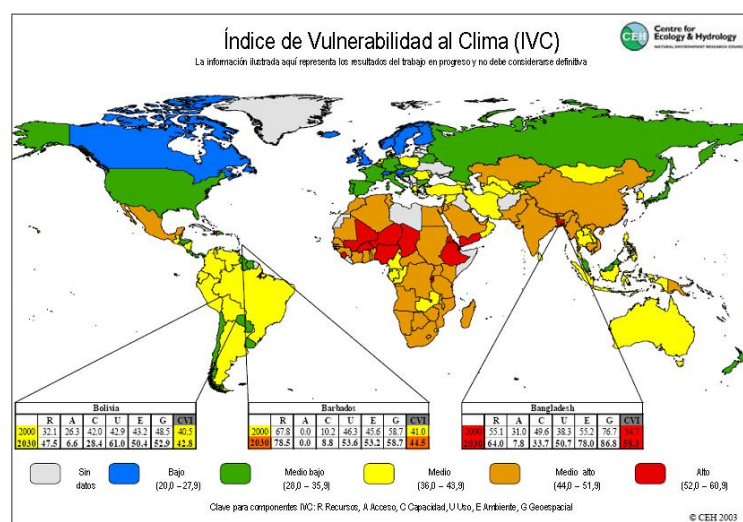 Índice de Vulnerabilidad al Clima (IVC)
La información ilustrada aquí representa los resultados del trabajo en progreso y no debe considerarse definitiva
CEH
Centre for
Ecology & Hydrology
NATURAL ENVIRONMENT RESEARCH COUNCIL
Bolivia
R A C U E G CVI
2000 32.1 26.3 42.0 42.9 43.2 48.5 40.5
2030 47.5 6.6 28.4 61.0 50.4 52.9 42.8
Barbados
R A C U E G CVI
2000 67.8 0.0 10.2 46.3 45.6 58.7 41.0
2030 78.5 0.0 8.8 53.6 53.2 58.7 44.5
Bangladesh
R A C U E G CVI
2000 55.1 31.0 49.6 38.3 55.2 76.7
2030 64.0 7.8 33.7 50.7 78.0 86.8 58.3
Sin datos
Bajo (20,0 – 27,9)
Medio bajo (28,0 – 35,9)
Medio (36,0 – 43,9)
Medio alto (44,0 – 51,9)
Alto (52,0 – 60,9)
Clave para componentes IVC: R Recursos, A Acceso, C Capacidad, U Uso, E Ambiente, G Geoespacial
© CEH 2003